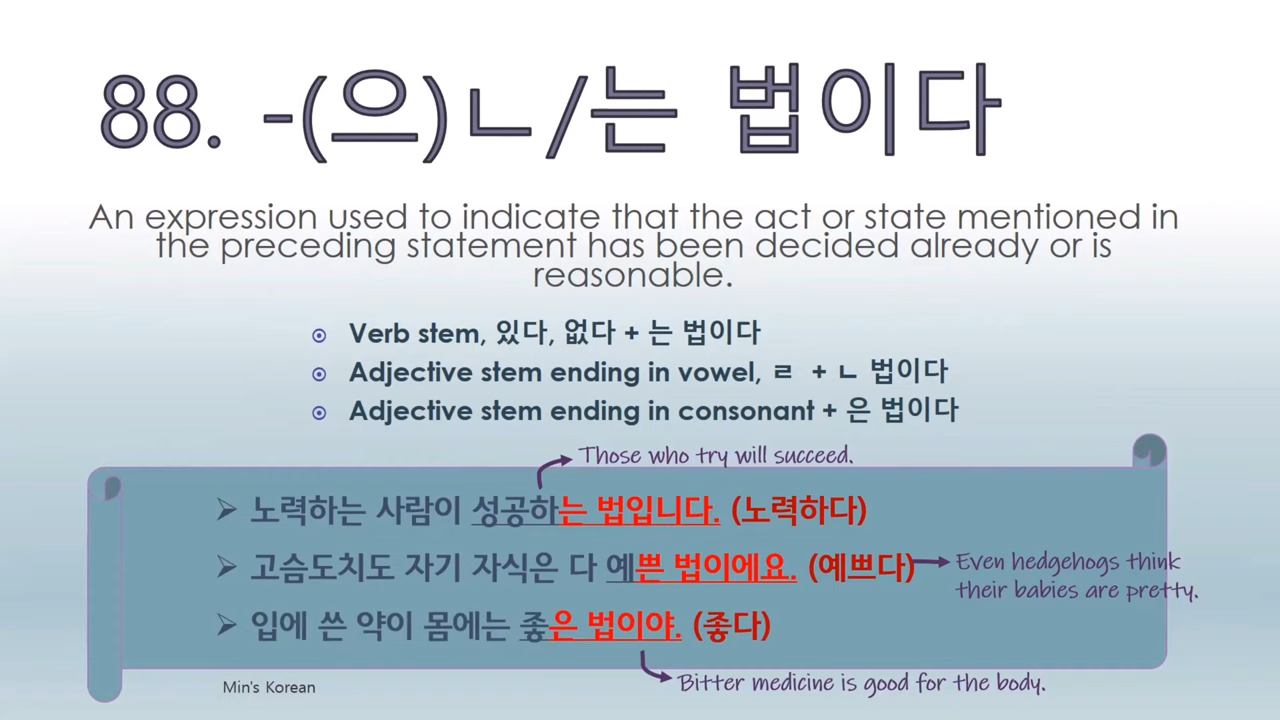 88. -(으)ㄴ/는 법이다
An expression used to indicate that the act or state mentioned in
the preceding statement has been decided already or is
reasonable.
Verb stem, 있다, 없다 + 는 법이다
Adjective stem ending in vowel, ㄹ + ㄴ 법이다
Adjective stem ending in consonant + 은 법이다
Those who try will succeed.
노력하는 사람이 성공하는 법입니다. (노력하다)
고슴도치도 자기 자식은 다 예쁜 법이에요. (예쁘다)
Even hedgehogs think
their babies are pretty.
입에 쓴 약이 몸에는 좋은 법이야. (좋다)
Bitter medicine is good for the body.
Min's Korean